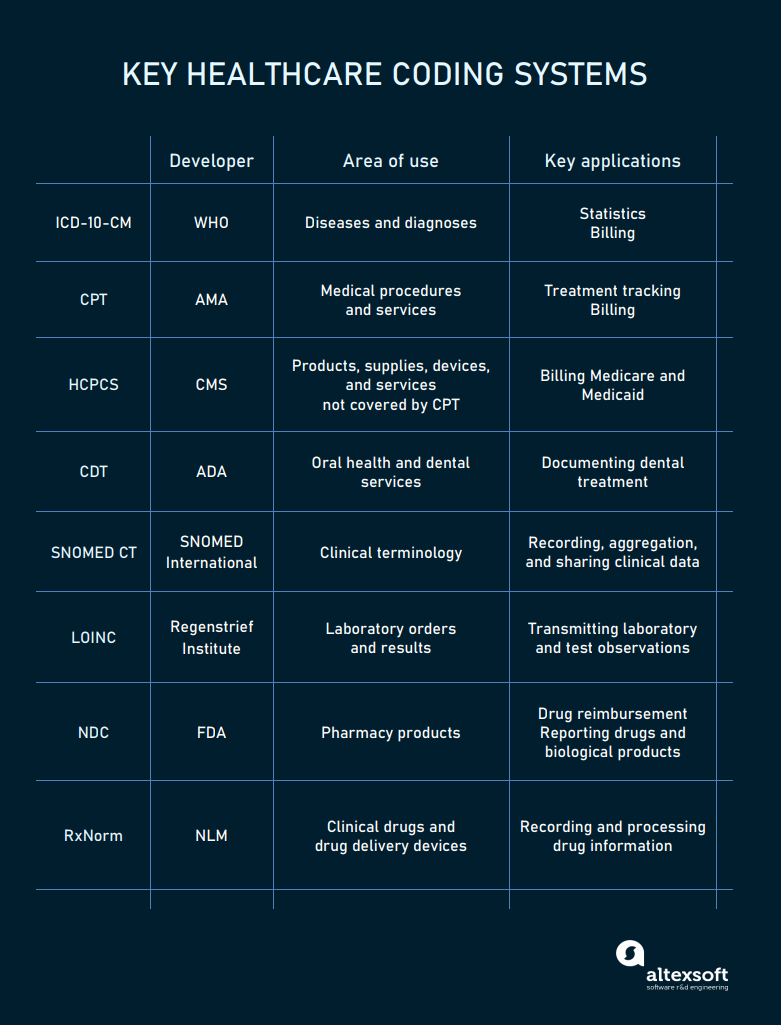 KEY HEALTHCARE CODING SYSTEMS
Developer
Area of use
Key applications
ICD-10-CM
WHO
Diseases and diagnoses
Statistics
Billing
CPT
AMA
Medical procedures
and services
Treatment tracking
Billing
HCPCS
CMS
Products, supplies, devices,
and services
not covered by CPT
Billing Medicare and
Medicaid
CDT
ADA
Oral health and dental
services
Documenting dental
treatment
SNOMED CT
SNOMED
International
Clinical terminology
Recording, aggregation,
and sharing clinical data
LOINC
Regenstrief
Institute
Laboratory orders
and results
Transmitting laboratory
and test observations
NDC
FDA
Pharmacy products
Drug reimbursement
Reporting drugs and
biological products
RxNorm
NLM
Clinical drugs and
drug delivery devices
Recording and processing
drug information
altexsoft
software r&d engineering